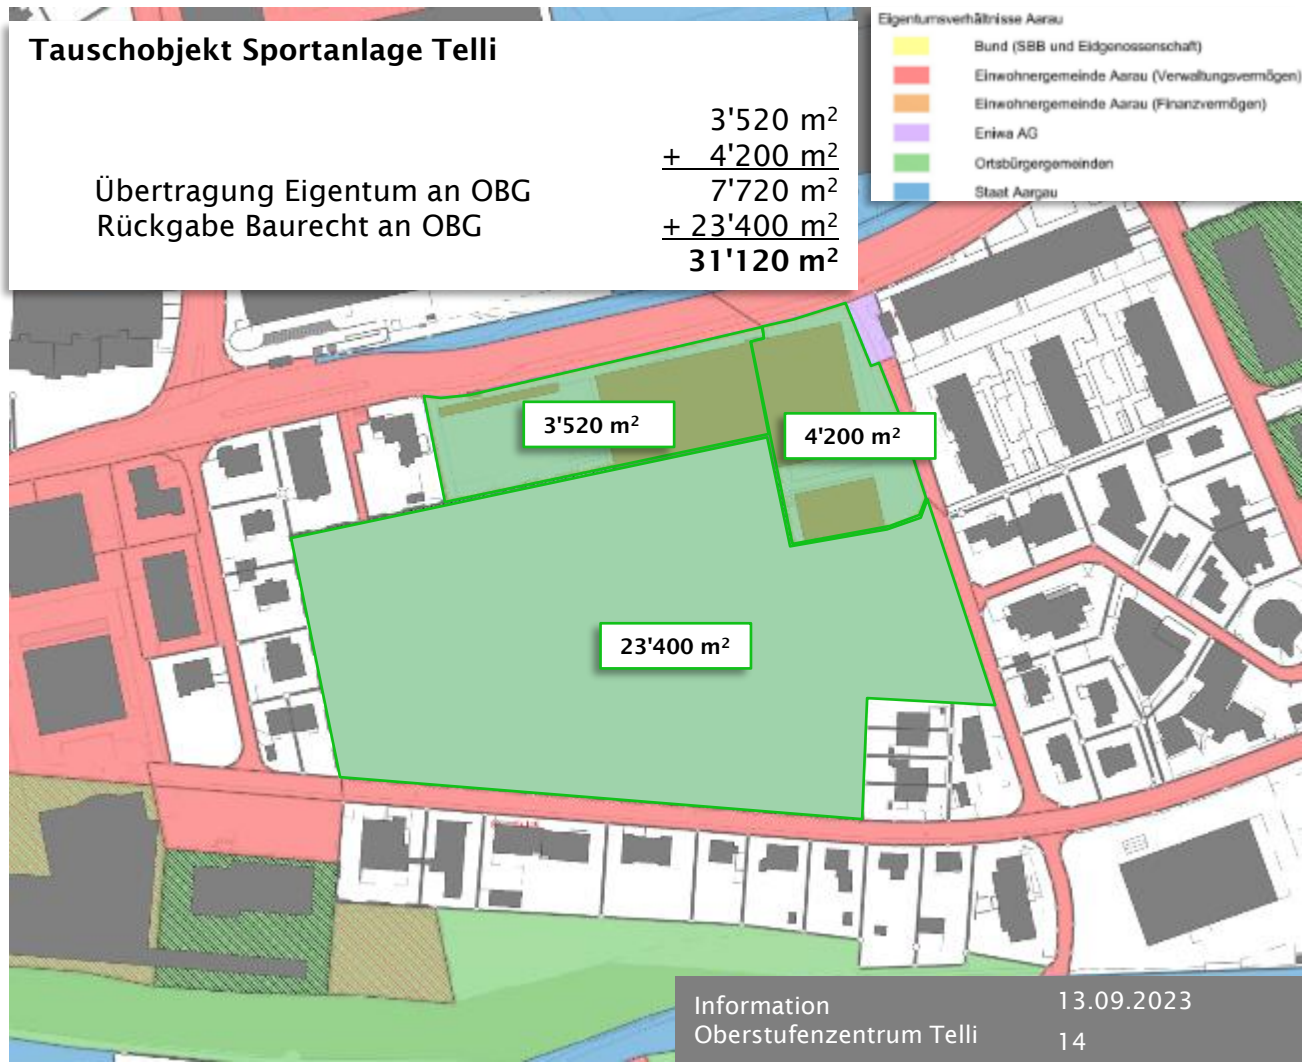 Tauschobjekt Sportanlage Telli
3'520 m²
+ 4'200 m²
Übertragung Eigentum an OBG 7'720 m²
Rückgabe Baurecht an OBG + 23'400 m²
31'120 m²
Eigentumsverhältnisse Aarau
Bund (SBB und Eidgenossenschaft)
Einwohnergemeinde Aarau (Verwaltungsvermögen)
Einwohnergemeinde Aarau (Finanzvermögen)
Eniwa AG
Ortsbürgergemeinden
Staat Aargau
3'520 m²
4'200 m²
23'400 m²
Information 13.09.2023
Oberstufenzentrum Telli 14